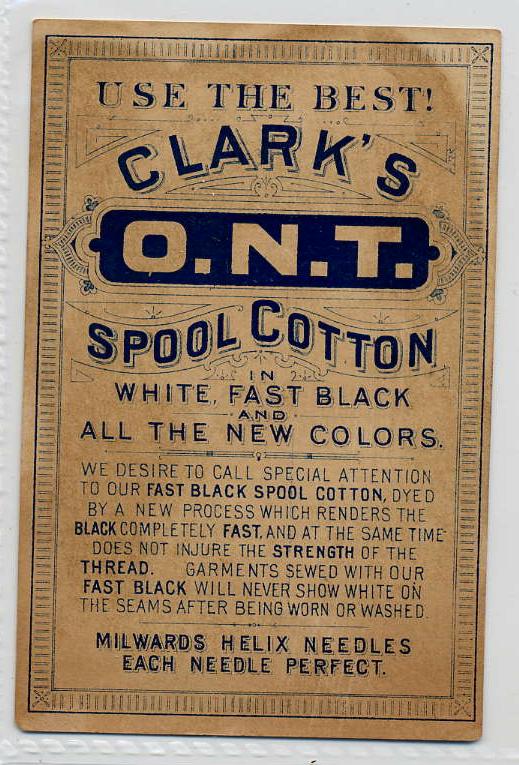 USE THE BEST!
CLARK'S
O.N.T.
SPOOL COTTON
IN
WHITE, FAST BLACK
AND
ALL THE NEW COLORS.
WE DESIRE TO CALL SPECIAL ATTENTION
TO OUR FAST BLACK SPOOL COTTON, DYED
BY A NEW PROCESS WHICH RENDERS THE
BLACK COMPLETELY FAST, AND AT THE SAME TIME
DOES NOT INJURE THE STRENGTH OF THE
THREAD. GARMENTS SEWED WITH OUR
FAST BLACK WILL NEVER SHOW WHITE ON
THE SEAMS AFTER BEING WORN OR WASHED.
MILWARDS HELIX NEEDLES
EACH NEEDLE PERFECT.